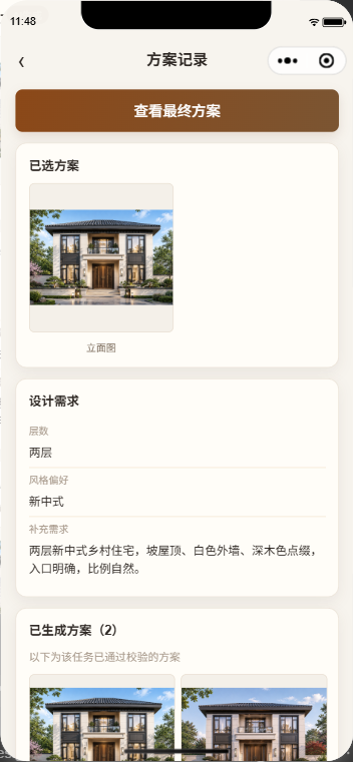 11:48
方案记录
查看最终方案
已选方案
立面图
设计需求
层数
两层
风格偏好
新中式
补充需求
两层新中式乡村住宅，坡屋顶、白色外墙、深木色点缀，
入口明确，比例自然。
已生成方案（2）
以下为该任务已通过校验的方案